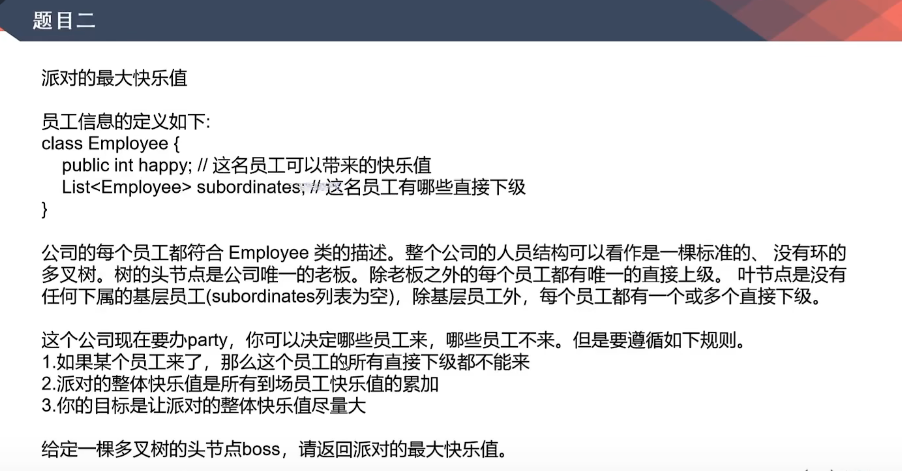 题目二
派对的最大快乐值
员工信息的定义如下:
class Employee {
public int happy; // 这名员工可以带来的快乐值
List<Employee> subordinates; // 这名员工有哪些直接下级
}
公司的每个员工都符合 Employee 类的描述。整个公司的人员结构可以看作是一棵标准的、 没有环的
多叉树。树的头节点是公司唯一的老板。除老板之外的每个员工都有唯一的直接上级。 叶节点是没有
任何下属的基层员工(subordinates列表为空)，除基层员工外，每个员工都有一个或多个直接下级。
这个公司现在要办party，你可以决定哪些员工来，哪些员工不来。但是要遵循如下规则。
1.如果某个员工来了，那么这个员工的所有直接下级都不能来
2.派对的整体快乐值是所有到场员工快乐值的累加
3.你的目标是让派对的整体快乐值尽量大
给定一棵多叉树的头节点boss，请返回派对的最大快乐值。